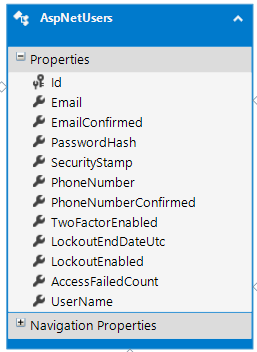 AspNetUsers
Properties
Id
Email
EmailConfirmed
PasswordHash
SecurityStamp
PhoneNumber
PhoneNumberConfirmed
TwoFactorEnabled
LockoutEndDateUtc
LockoutEnabled
AccessFailedCount
UserName
Navigation Properties